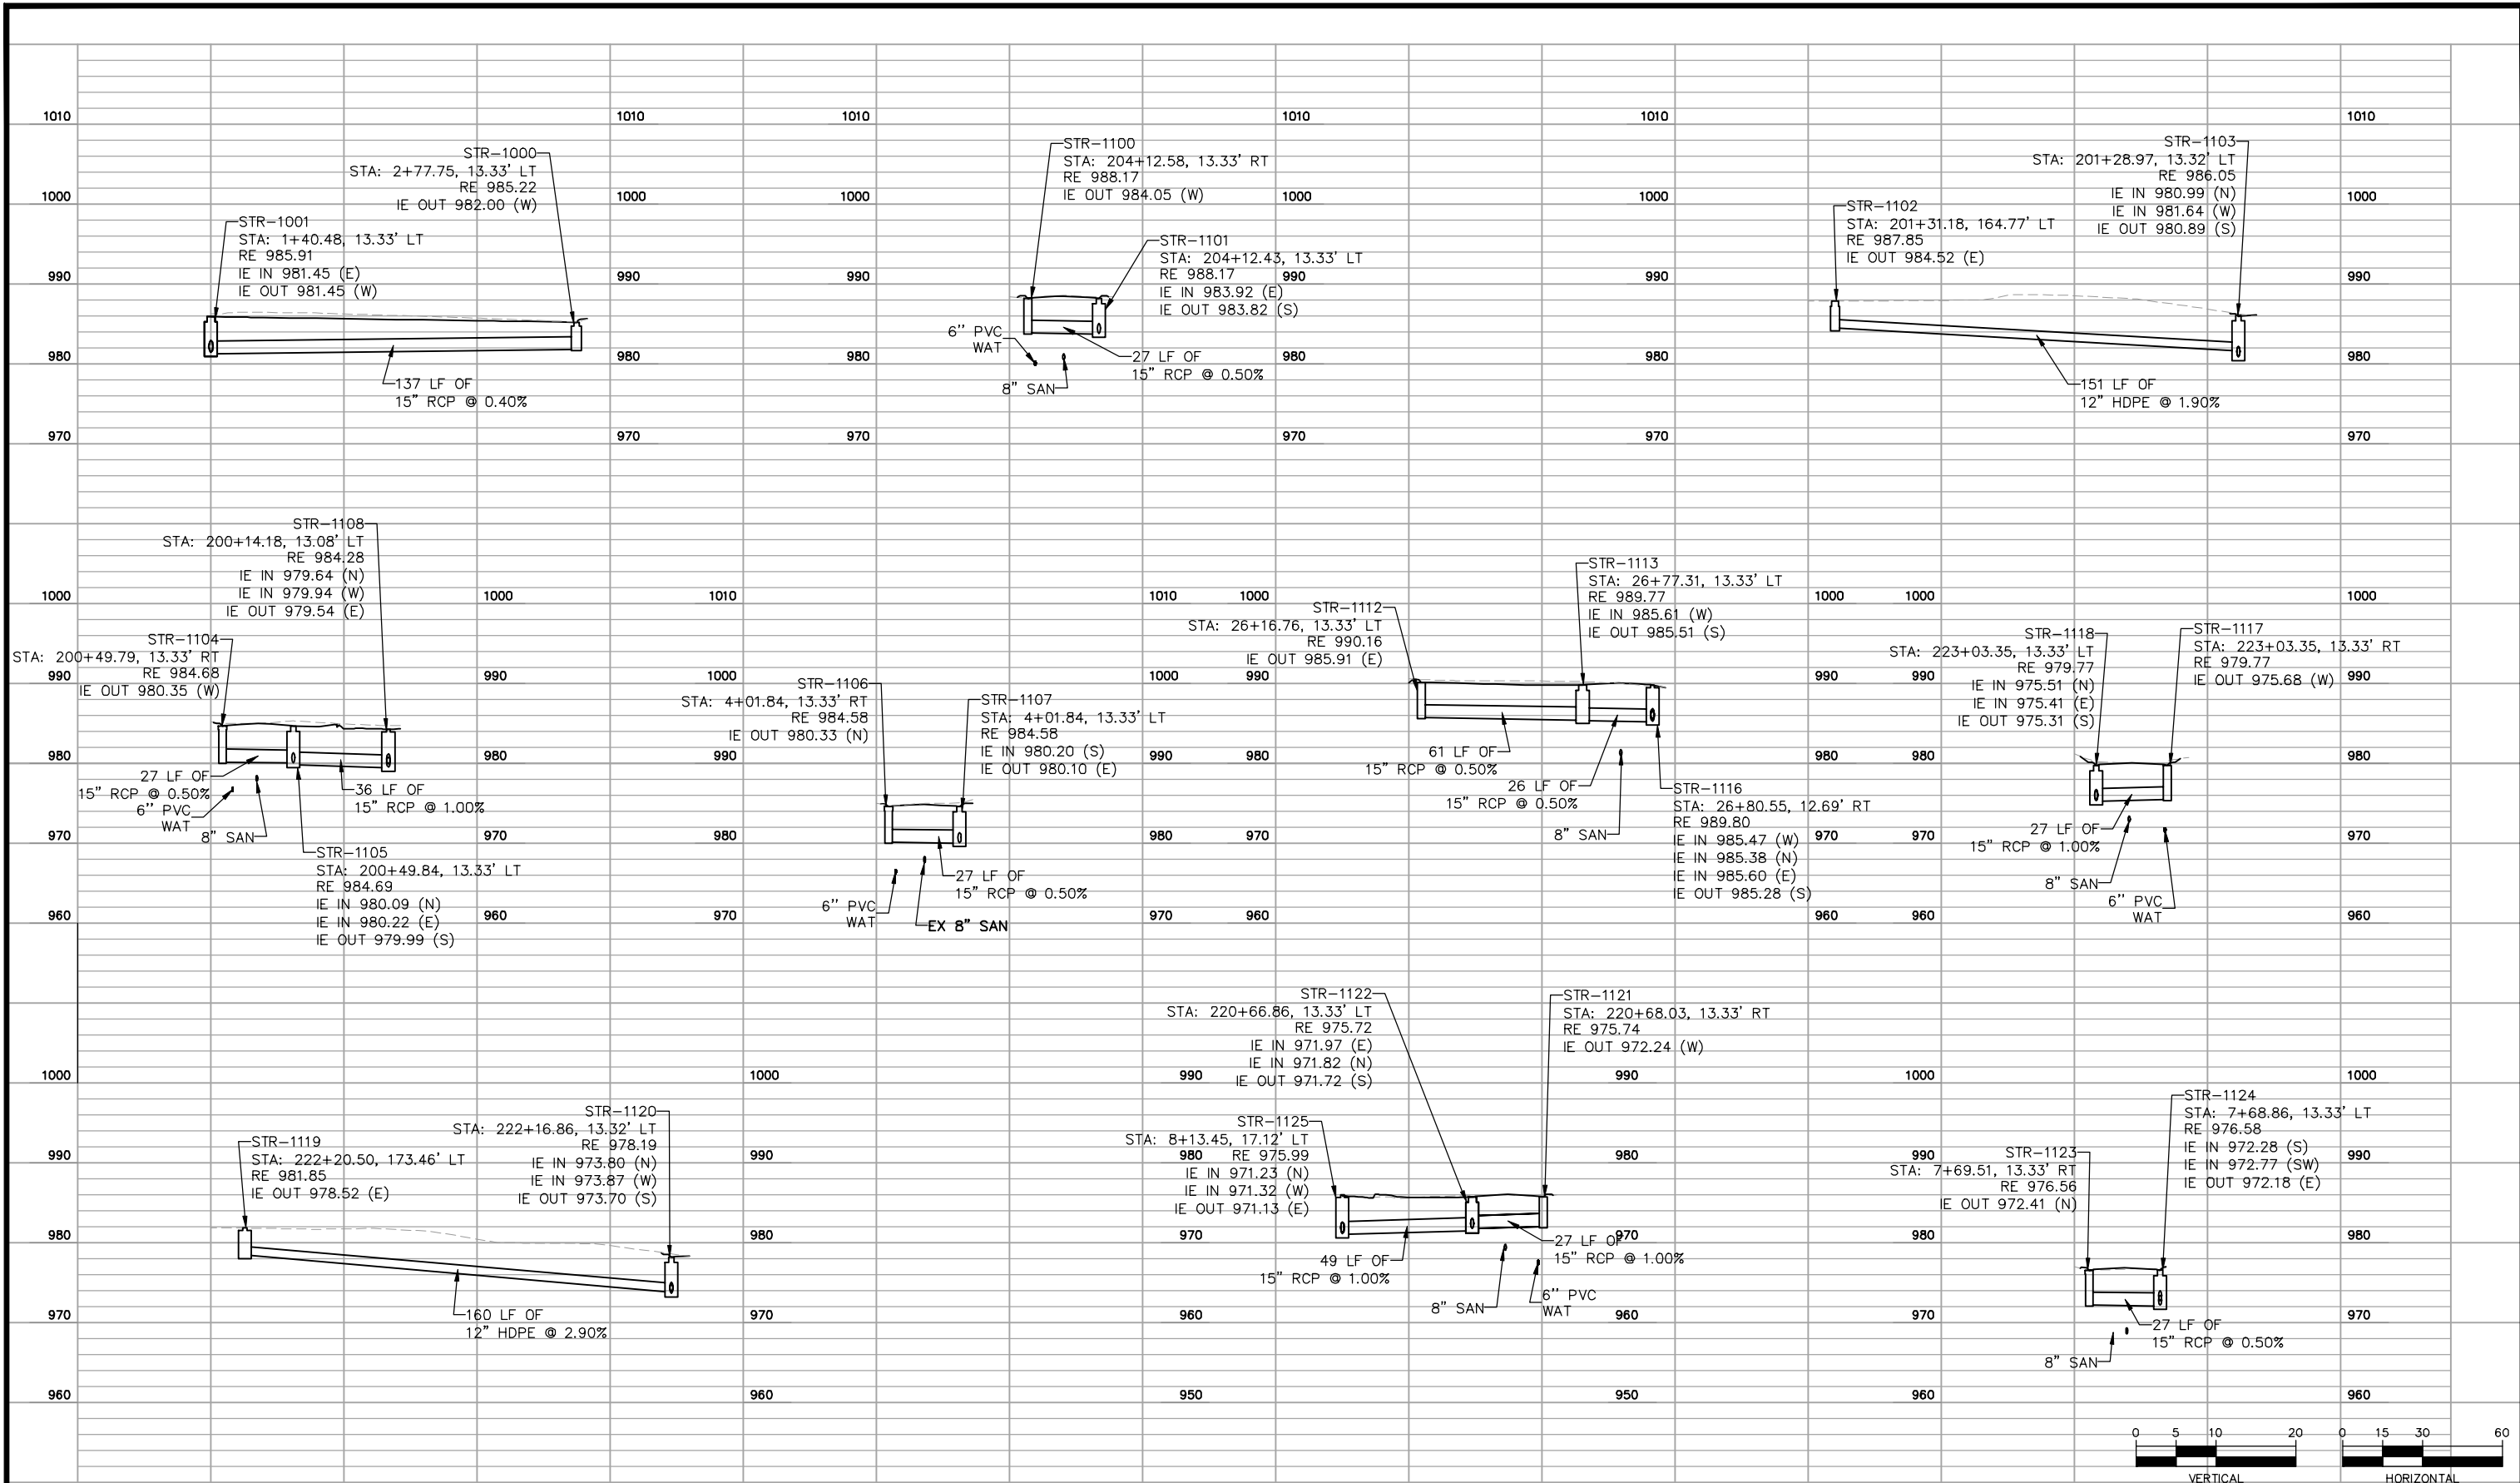 1010
1010
1010
1010
1010
1010
STR-1000
STA: 2+77.75, 13.33' LT
RE 985.22
IE OUT 982.00 (W)
STR-1100
STA: 204+12.58, 13.33' RT
RE 988.17
IE OUT 984.05 (W)
STR-1103
STA: 201+28.97, 13.32' LT
RE 986.05
IE IN 980.99 (N)
IE IN 981.64 (W)
IE OUT 980.89 (S)
1000
1000
1000
1000
1000
1000
STR-1001
STA: 1+40.48, 13.33' LT
RE 985.91
IE IN 981.45 (E)
IE OUT 981.45 (W)
STR-1101
STA: 204+12.43, 13.33' LT
RE 988.17
IE IN 983.92 (E)
IE OUT 983.82 (S)
STR-1102
STA: 201+31.18, 164.77' LT
RE 987.85
IE OUT 984.52 (E)
990
990
990
990
990
990
6'' PVC
WAT
8" SAN
27 LF OF
15" RCP @ 0.50%
980
980
980
980
980
980
137 LF OF
15" RCP @ 0.40%
151 LF OF
12" HDPE @ 1.90%
970
970
970
970
970
970
STR-1108
STA: 200+14.18, 13.08' LT
RE 984.28
IE IN 979.64 (N)
IE IN 979.94 (W)
IE OUT 979.54 (E)
STR-1113
STA: 26+77.31, 13.33' LT
RE 989.77
IE IN 985.61 (W)
IE OUT 985.51 (S)
1000
1000
1010
1010
1000
1000
1000
1000
STR-1104
STA: 200+49.79, 13.33' RT
RE 984.68
IE OUT 980.35 (W)
STR-1112
STA: 26+16.76, 13.33' LT
RE 990.16
IE OUT 985.91 (E)
STR-1118
STA: 223+03.35, 13.33' LT
RE 979.77
IE IN 975.51 (N)
IE IN 975.41 (E)
IE OUT 975.31 (S)
STR-1117
STA: 223+03.35, 13.33' RT
RE 979.77
IE OUT 975.68 (W)
990
990
1000
1000
990
990
990
990
STR-1106
STA: 4+01.84, 13.33' RT
RE 984.58
IE OUT 980.33 (N)
STR-1107
STA: 4+01.84, 13.33' LT
RE 984.58
IE IN 980.20 (S)
IE OUT 980.10 (E)
980
980
990
990
980
980
980
980
27 LF OF
15" RCP @ 0.50%
6'' PVC
WAT
8" SAN
36 LF OF
15" RCP @ 1.00%
61 LF OF
15" RCP @ 0.50%
26 LF OF
15" RCP @ 0.50%
8" SAN
STR-1116
STA: 26+80.55, 12.69' RT
RE 989.80
IE IN 985.47 (W)
IE IN 985.38 (N)
IE IN 985.60 (E)
IE OUT 985.28 (S)
970
980
980
970
970
970
970
STR-1105
STA: 200+49.84, 13.33' LT
RE 984.69
IE IN 980.09 (N)
IE IN 980.22 (E)
IE OUT 979.99 (S)
27 LF OF
15" RCP @ 0.50%
6'' PVC
WAT
EX 8" SAN
27 LF OF
15" RCP @ 1.00%
8" SAN
6'' PVC
WAT
960
960
970
970
960
960
960
960
STR-1122
STA: 220+66.86, 13.33' LT
RE 975.72
IE IN 971.97 (E)
IE IN 971.82 (N)
IE OUT 971.72 (S)
STR-1121
STA: 220+68.03, 13.33' RT
RE 975.74
IE OUT 972.24 (W)
1000
1000
990
990
1000
1000
STR-1119
STA: 222+20.50, 173.46' LT
RE 981.85
IE OUT 978.52 (E)
STR-1120
STA: 222+16.86, 13.32' LT
RE 978.19
IE IN 973.80 (N)
IE IN 973.87 (W)
IE OUT 973.70 (S)
STR-1125
STA: 8+13.45, 17.12' LT
RE 975.99
IE IN 971.23 (N)
IE IN 971.32 (W)
IE OUT 971.13 (E)
STR-1123
STA: 7+69.51, 13.33' RT
RE 976.56
IE OUT 972.41 (N)
STR-1124
STA: 7+68.86, 13.33' LT
RE 976.58
IE IN 972.28 (S)
IE IN 972.77 (SW)
IE OUT 972.18 (E)
990
990
980
980
990
990
980
980
970
970
980
980
49 LF OF
15" RCP @ 1.00%
27 LF OF
15" RCP @ 1.00%
8" SAN
6'' PVC
WAT
160 LF OF
12" HDPE @ 2.90%
27 LF OF
15" RCP @ 0.50%
8" SAN
970
970
960
960
970
970
960
960
950
950
960
960
0 5 10 20
VERTICAL
0 15 30 60
HORIZONTAL